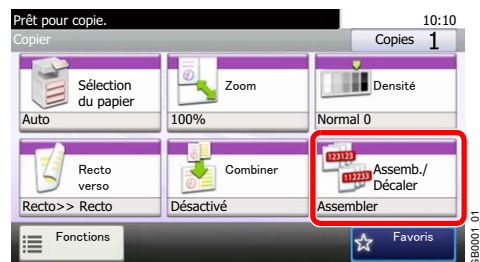 Prêt pour copie.
10:10
Copier
Copies 1
Sélection
du papier
Auto
Zoom
100%
Densité
Normal 0
Recto
verso
Recto>> Recto
Combiner
Désactivé
123123
112233
Assemb./
Décaler
Assembler
Fonctions
Favoris
GB0001_01